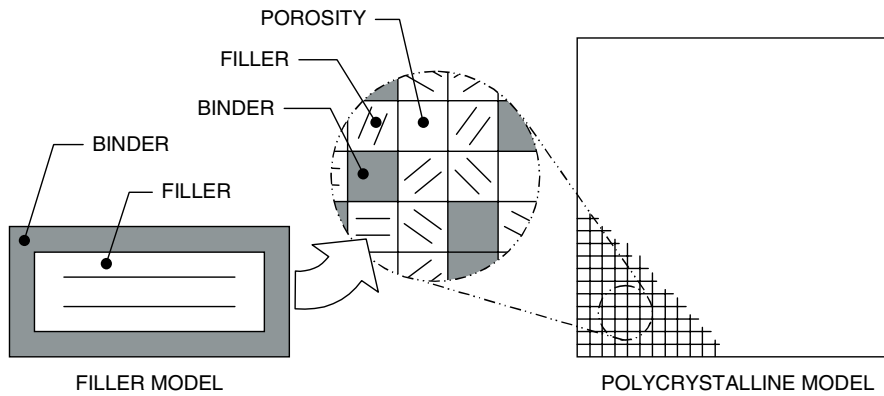 POROSITY
FILLER
BINDER
BINDER
FILLER
FILLER MODEL
POLYCRYSTALLINE MODEL